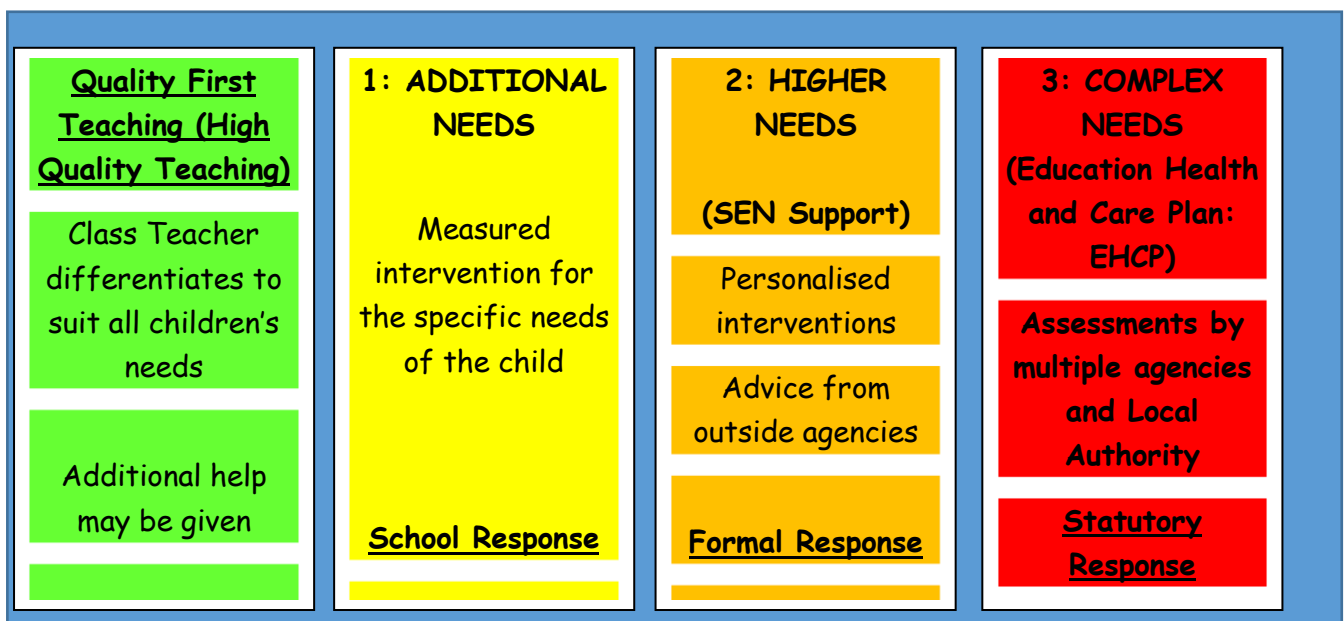 Quality First
Teaching (High
Quality Teaching)
Class Teacher
differentiates to
suit all children’s
needs
Additional help
may be given
1: ADDITIONAL
NEEDS
Measured
intervention for
the specific needs
of the child
School Response
2: HIGHER
NEEDS
(SEN Support)
Personalised
interventions
Advice from
outside agencies
Formal Response
3: COMPLEX
NEEDS
(Education Health
and Care Plan:
EHCP)
Assessments by
multiple agencies
and Local
Authority
Statutory
Response